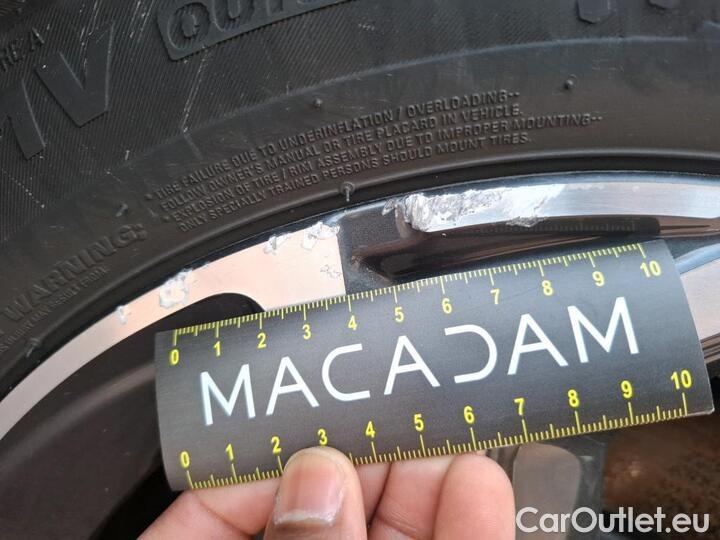 OUT
TIRE FAILURE DUE TO UNDERINFLATION / OVERLOADING--
FOLLOW OWNER'S MANUAL OR TIRE PLACARD IN VEHICLE.
• EXPLOSION OF TIRE / RIM ASSEMBLY DUE TO IMPROPER MOUNTING--
ONLY SPECIALLY TRAINED PERSONS SHOULD MOUNT TIRES.
WARNING:
0 1 2 3 4 5 6 7 8 9 10
MACADAM
0 1 2 3 4 5 6 7 8 9 10
CarOutlet.eu